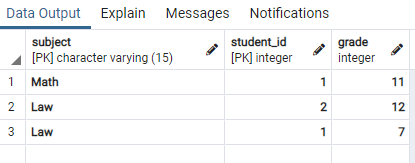 Data Output Explain Messages Notifications
subject student_id grade
[PK] character varying (15) [PK] integer integer
1 Math 1 11
2 Law 2 12
3 Law 1 7